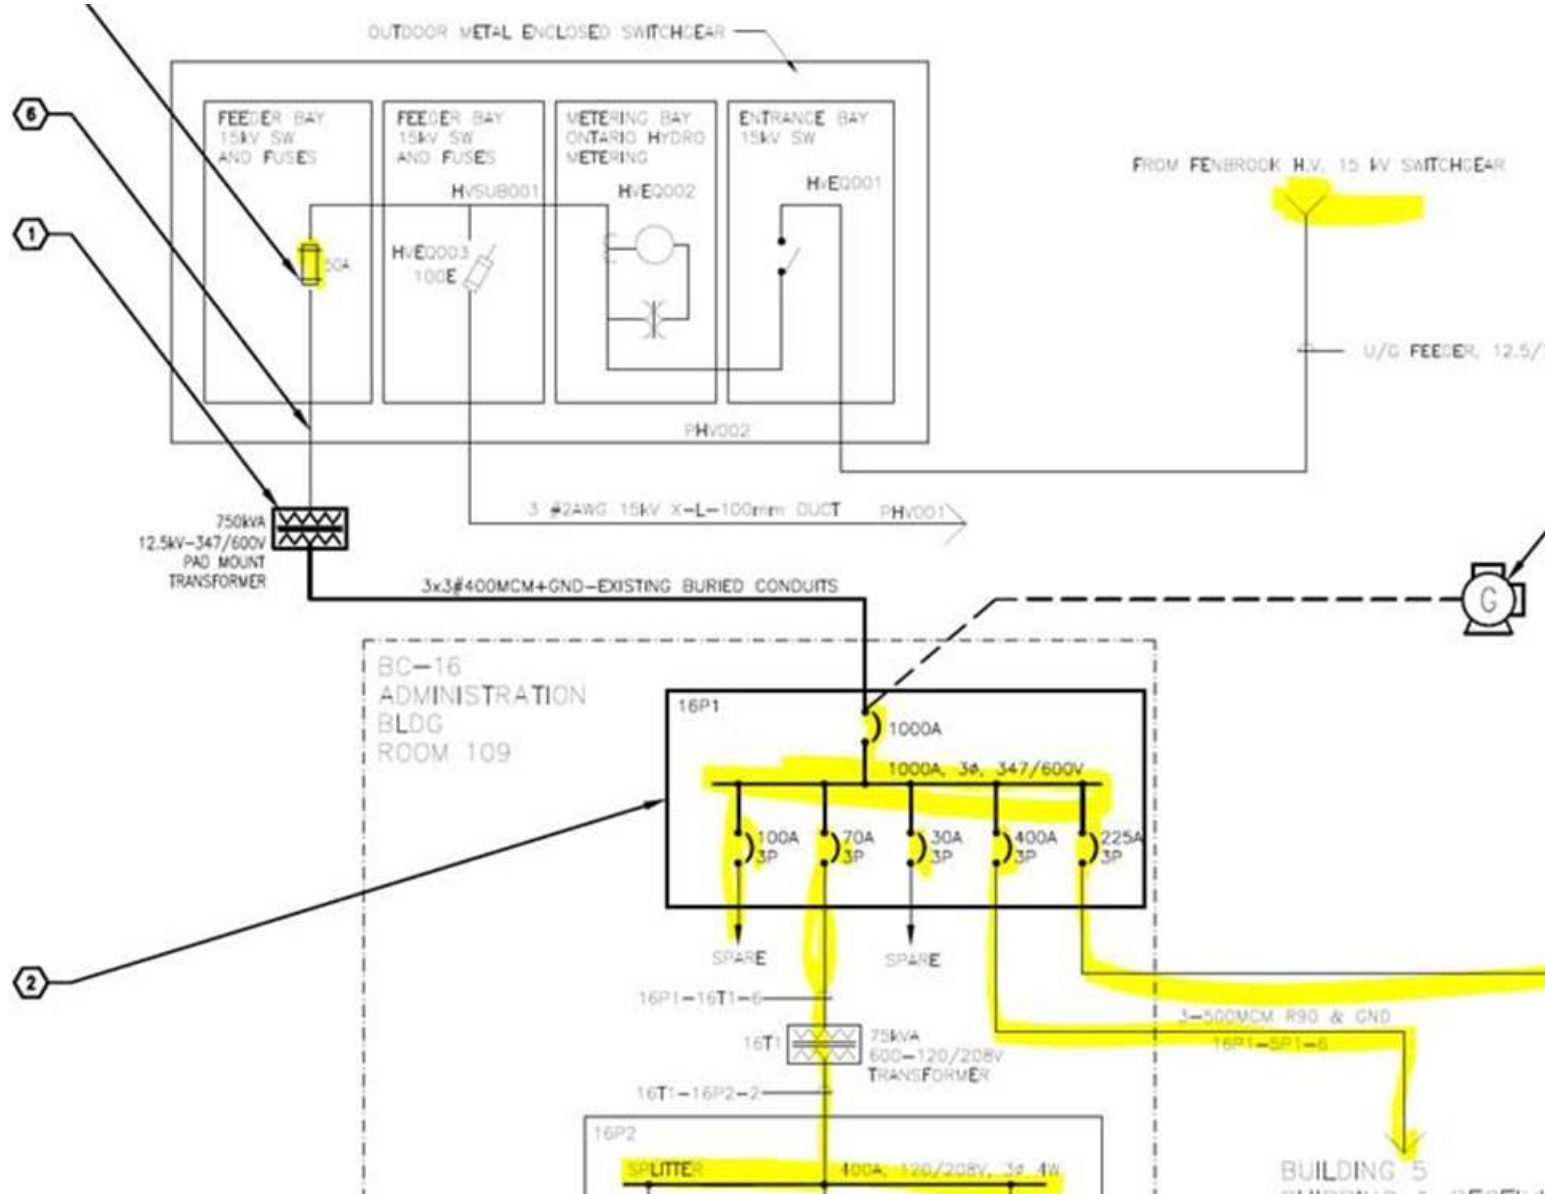 OUTDOOR METAL ENCLOSED SWITCHGEAR
6
FEEDER BAY
15kV SW
AND FUSES
FEEDER BAY
15kV SW
AND FUSES
METERING BAY
ONTARIO HYDRO
METERING
ENTRANCE BAY
15kV SW
FROM FENBROOK H.V. 15 kV SWITCHGEAR
HVSUB001
HVEQ002
HVEQ001
1
HVEQ003
100E
50A
U/G FEEDER, 12.5/
PHV002
3 #2AWG 15kV X-L-100mm DUCT
PHV001
750kVA
12.5kV-347/600V
PAD MOUNT
TRANSFORMER
3x3#400MCM+GND-EXISTING BURIED CONDUITS
G
BC-16
ADMINISTRATION
BLDG
ROOM 109
16P1
1000A
1000A, 3ø, 347/600V
100A
3P
70A
3P
30A
3P
400A
3P
225A
3P
SPARE
SPARE
2
16P1-16T1-6
3-500MCM R90 & GND
16P1-5P1-6
16T1
75kVA
600-120/208V
TRANSFORMER
16T1-16P2-2
16P2
SPLITTER
400A, 120/208V, 3ø 4W
BUILDING 5